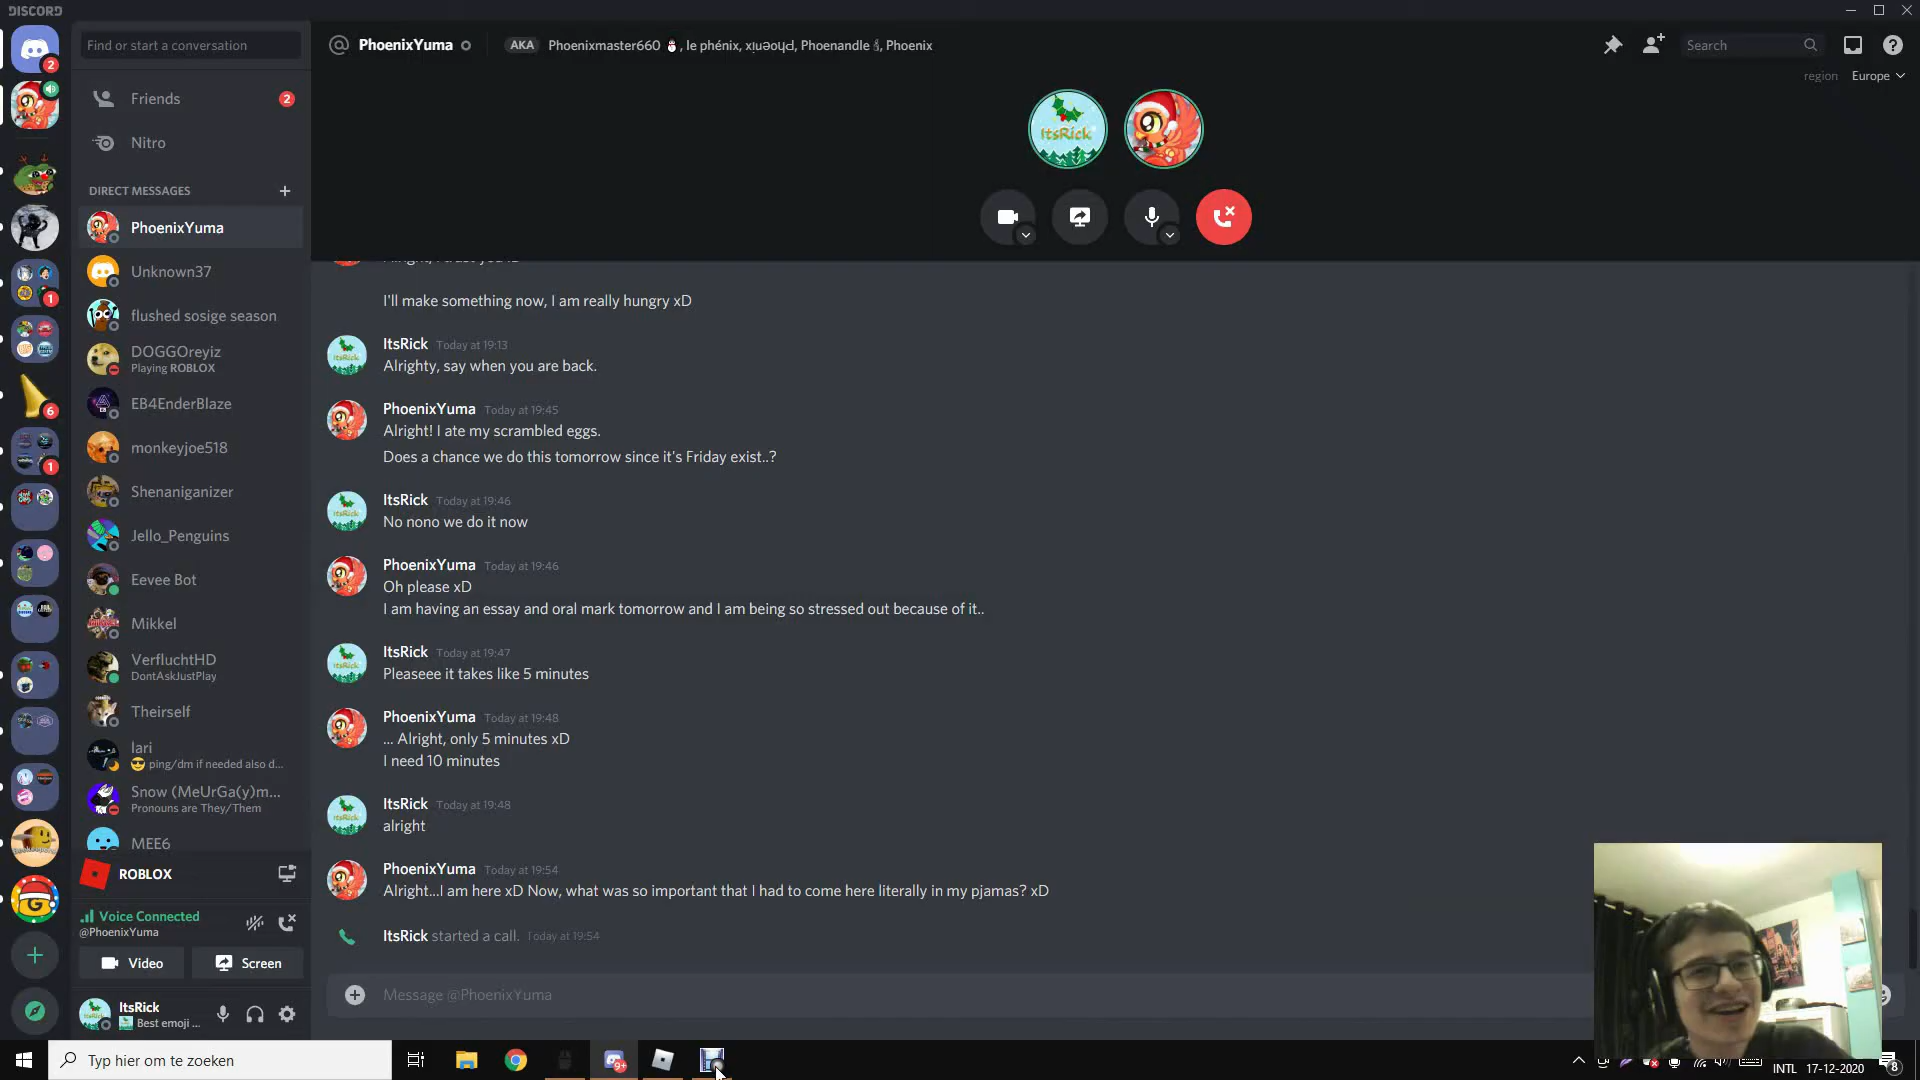 DISCORD
Find or start a conversation
PhoenixYuma
AKA Phoenixmaster660 , le phénix, xıuǝoɥd, Phoenandle , Phoenix
Search
region Europe
2
Friends 2
Nitro
DIRECT MESSAGES
PhoenixYuma
Unknown37
flushed sosige season
DOGGOreyiz
Playing ROBLOX
EB4EnderBlaze
monkeyjoe518
Shenaniganizer
Jello_Penguins
Eevee Bot
Mikkel
VerfluchtHD
DontAskJustPlay
Theirself
lari
ping/dm if needed also d...
Snow (MeUrGa(y)m...
Pronouns are They/Them
MEE6
1
6
1
ROBLOX
Voice Connected
@PhoenixYuma
Video Screen
ItsRick
Best emoji ...
ItsRick
I'll make something now, I am really hungry xD
ItsRick Today at 19:13
Alrighty, say when you are back.
PhoenixYuma Today at 19:45
Alright! I ate my scrambled eggs.
Does a chance we do this tomorrow since it's Friday exist..?
ItsRick Today at 19:46
No nono we do it now
PhoenixYuma Today at 19:46
Oh please xD
I am having an essay and oral mark tomorrow and I am being so stressed out because of it..
ItsRick Today at 19:47
Pleaseee it takes like 5 minutes
PhoenixYuma Today at 19:48
... Alright, only 5 minutes xD
I need 10 minutes
ItsRick Today at 19:48
alright
PhoenixYuma Today at 19:54
Alright...I am here xD Now, what was so important that I had to come here literally in my pjamas? xD
ItsRick started a call. Today at 19:54
Message @PhoenixYuma
Typ hier om te zoeken
9+
INTL 17-12-2020
8